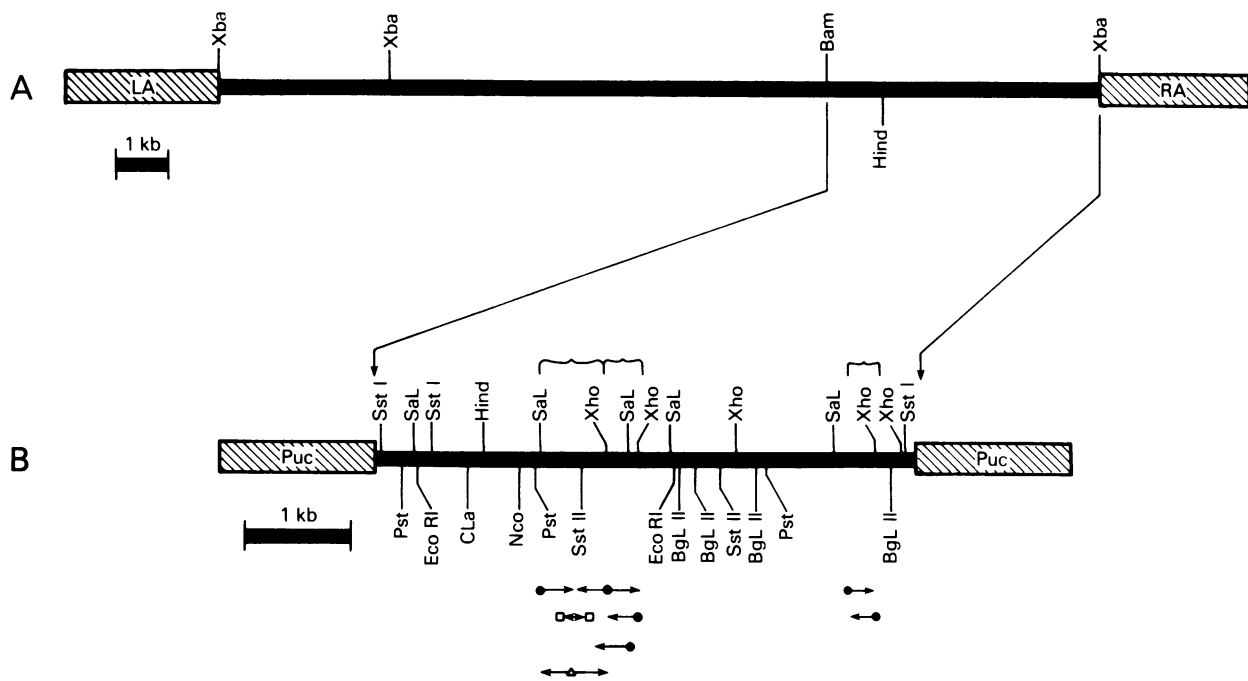 Xba
Xba
Bam
Xba
A
LA
RA
1 kb
Hind
Sst I
SaL
Sst I
Hind
SaL
Xho
SaL
Xho
SaL
Xho
SaL
Xho
Xho
Sst I
B
Puc
Puc
1 kb
Pst
Eco RI
CLa
Nco
Pst
Sst II
Eco RI
BgL II
BgL II
Sst II
BgL II
Pst
BgL II